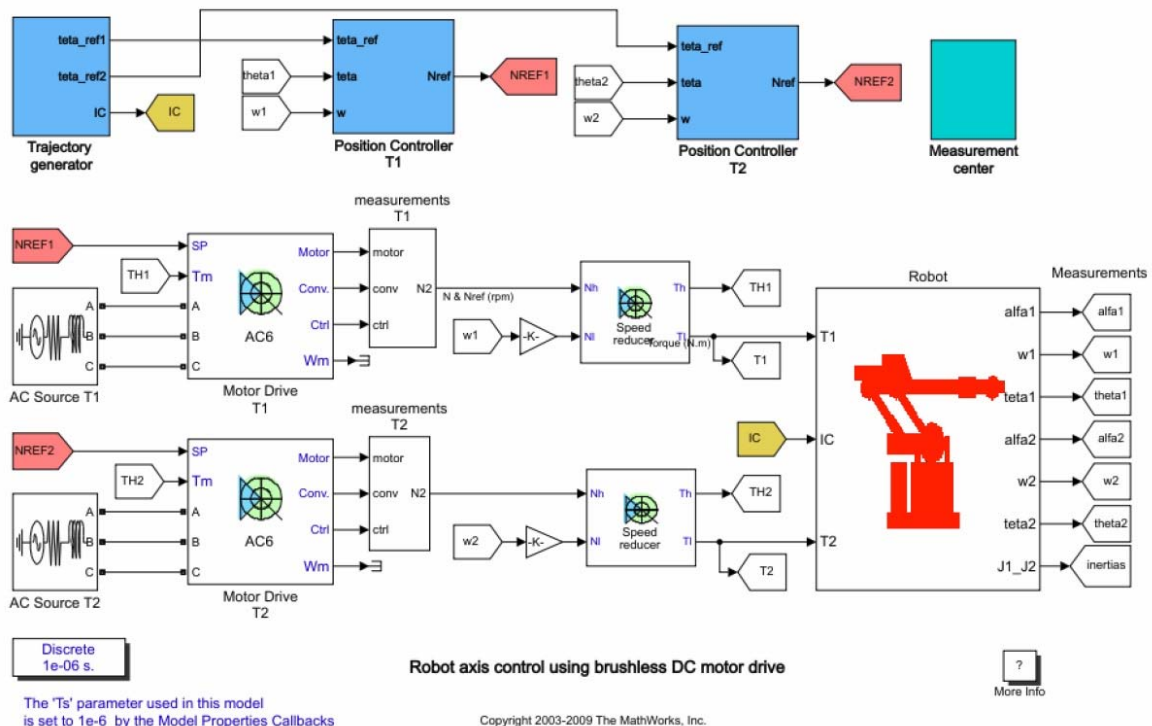 teta_ref1
teta_ref2
IC
Trajectory
generator
IC
teta_ref
teta
w
Nref
theta1
w1
Position Controller
T1
NREF1
teta_ref
teta
w
Nref
theta2
w2
Position Controller
T2
NREF2
Measurement
center
NREF1
TH1
A
B
C
AC Source T1
SP
Tm
A
B
C
AC6
Motor
Conv.
Ctrl
Wm
Motor Drive
T1
measurements
T1
motor
conv
ctrl
N2
N & Nref (rpm)
w1
-K-
Nh
Nl
Th
Tl
Speed
reducer
Torque (N.m)
TH1
T1
NREF2
TH2
A
B
C
AC Source T2
SP
Tm
A
B
C
AC6
Motor
Conv.
Ctrl
Wm
Motor Drive
T2
measurements
T2
motor
conv
ctrl
N2
w2
-K-
Nh
Nl
Th
Tl
Speed
reducer
TH2
T2
IC
Robot
T1
IC
T2
alfa1
w1
teta1
alfa2
w2
teta2
J1_J2
Measurements
alfa1
w1
theta1
alfa2
w2
theta2
inertias
Discrete
1e-06 s.
Robot axis control using brushless DC motor drive
?
More Info
The 'Ts' parameter used in this model
is set to 1e-6 by the Model Properties Callbacks
Copyright 2003-2009 The MathWorks, Inc.